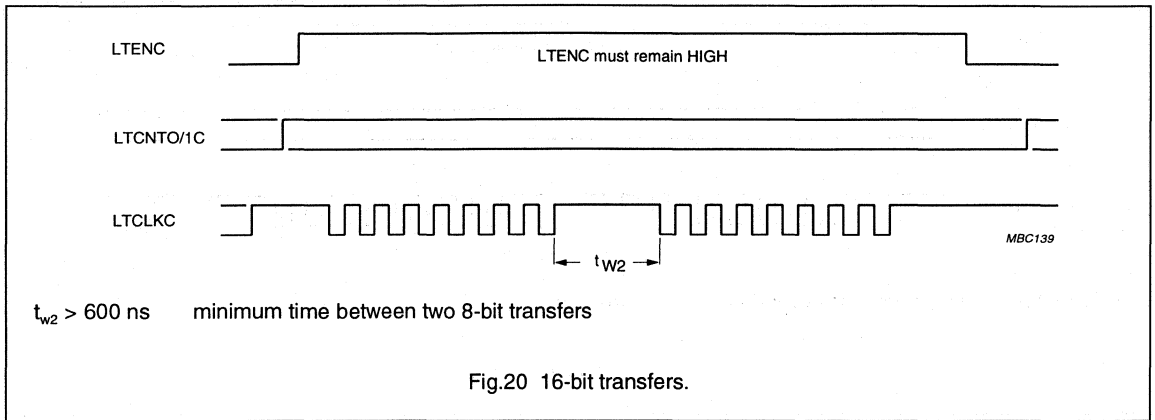 LTENC
LTENC must remain HIGH
LTCNTO/1C
LTCLKC
MBC139
tW2
tw2 > 600 ns minimum time between two 8-bit transfers
Fig.20 16-bit transfers.